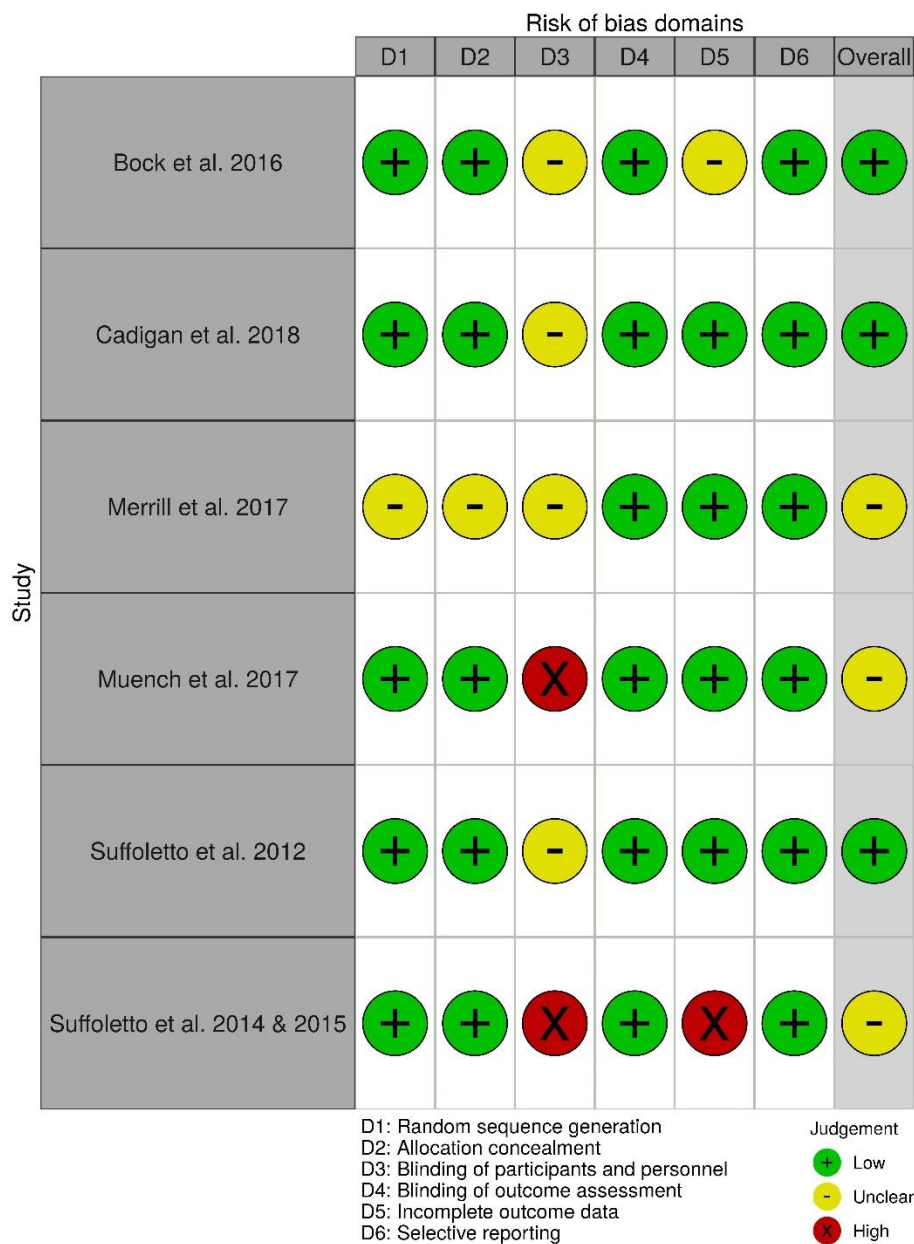 Risk of bias domains
D1 D2 D3 D4 D5 D6 Overall
Study
Bock et al. 2016 + + - + - + +
Cadigan et al. 2018 + + - + + + +
Merrill et al. 2017 - - - + + + -
Muench et al. 2017 + + X + + + -
Suffoletto et al. 2012 + + - + + + +
Suffoletto et al. 2014 & 2015 + + X + X + -
D1: Random sequence generation
D2: Allocation concealment
D3: Blinding of participants and personnel
D4: Blinding of outcome assessment
D5: Incomplete outcome data
D6: Selective reporting
Judgement
+ Low
- Unclear
X High